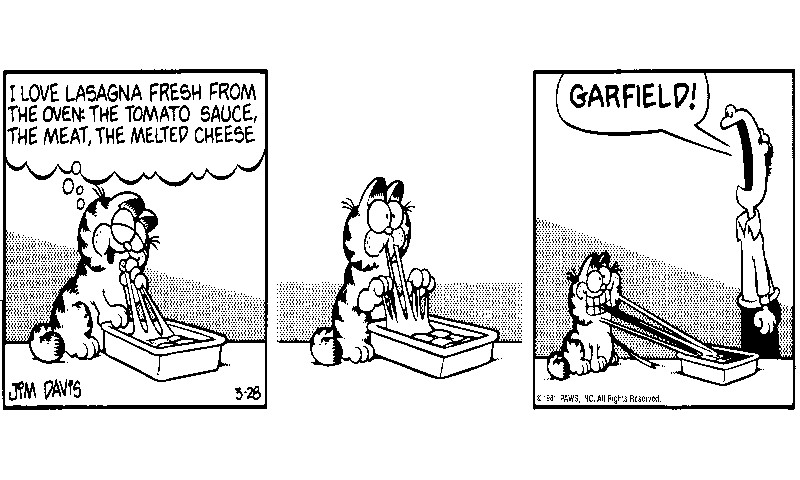 I LOVE LASAGNA FRESH FROM
THE OVEN: THE TOMATO SAUCE,
THE MEAT, THE MELTED CHEESE
JIM DAVIS
3-28
GARFIELD!
© 1981 PAWS, INC. All Rights Reserved.